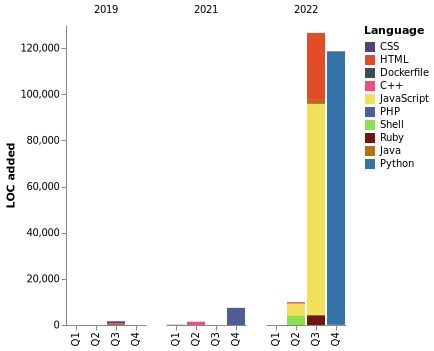 2019 2021 2022
Language
CSS
HTML
Dockerfile
C++
JavaScript
PHP
Shell
Ruby
Java
Python
LOC added
120,000
100,000
80,000
60,000
40,000
20,000
0
Q1 Q2 Q3 Q4 Q1 Q2 Q3 Q4 Q1 Q2 Q3 Q4